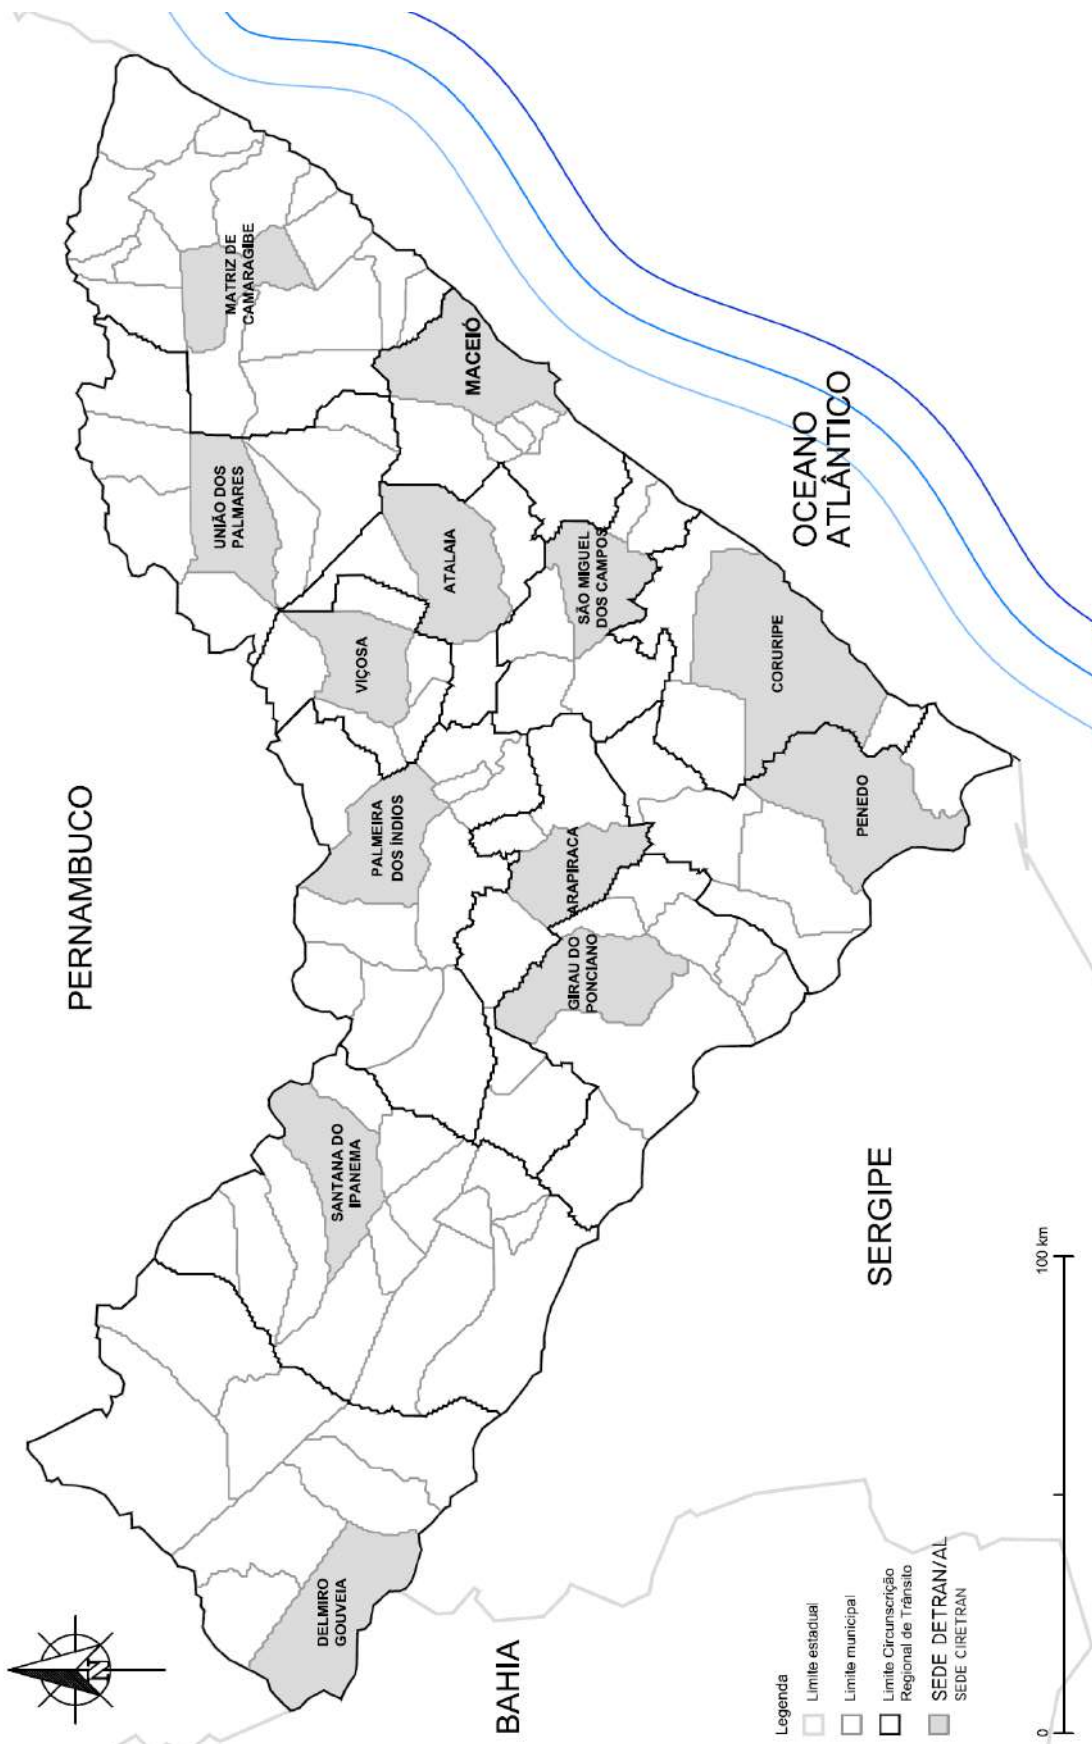 PERNAMBUCO
MATRIZ DE
CAMARAGIBE
UNIÃO DOS
PALMARES
MACEIÓ
ATALAIA
VIÇOSA
SÃO MIGUEL
DOS CAMPOS
PALMEIRA
DOS ÍNDIOS
CORURIPE
ARAPIRACA
PENEDO
GIRAU DO
PONCIANO
SANTANA DO
IPANEMA
DELMIRO
GOUVEIA
OCEANO
ATLÂNTICO
SERGIPE
BAHIA
N
Legenda
Limite estadual
Limite municipal
Limite Circunscrição
Regional de Trânsito
SEDE DETRAN/AL
SEDE CIRETRAN
0
100 km